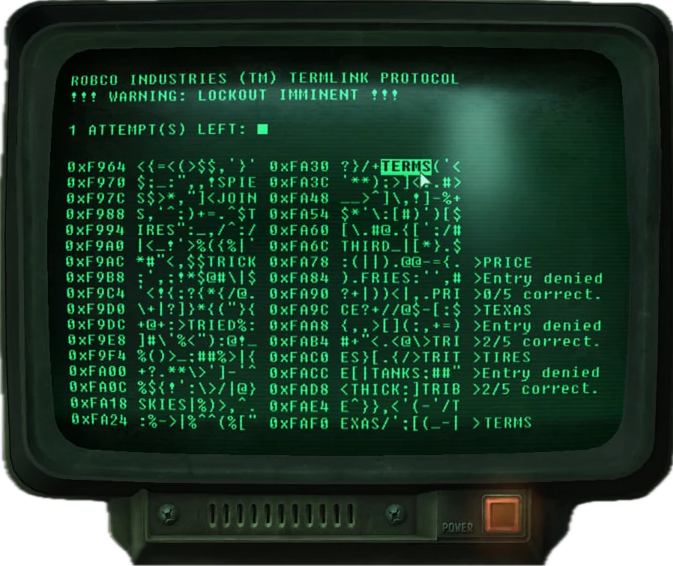 ROBCO INDUSTRIES (TM) TERMLINK PROTOCOL
!!! WARNING: LOCKOUT IMMINENT !!!
1 ATTEMPT(S) LEFT: ■
0xF964 <{=<(>$$,'}' 0xFA30 ?}/+TERMS('<
0xF970 $;_:",,!SPIE 0xFA3C '**);>]< .#>
0xF97C $$>*,"]<JOIN 0xFA48 __>^]\,!]-%+
0xF988 S,'^;)+=.^$T 0xFA54 $*'\:[#)')[$
0xF994 IRES":_,/^:/ 0xFA60 [\.#@.{[':/#
0xF9A0 |<_!'>%({%|' 0xFA6C THIRD_|[*}.$
0xF9AC *#"<,$$TRICK 0xFA78 :(||).@@-={. >PRICE
0xF9B8 :',;!*$@#\|$ 0xFA84 ).FRIES:'',# >Entry denied
0xF9C4 '<!{:?{*{/@. 0xFA90 ?+|))<|,.PRI >0/5 correct.
0xF9D0 \+|?]}*{("}{ 0xFA9C CE?+//@$-[:$ >TEXAS
0xF9DC +@+:>TRIED%: 0xFAA8 {,,>[](:,+=) >Entry denied
0xF9E8 ]#\'%<"):@!_ 0xFAB4 #+"<.<@\>TRI >2/5 correct.
0xF9F4 %()>_:##%>|{ 0xFAC0 ES}[.{/>TRIT >TIRES
0xFA00 +?.**\>']-'^ 0xFACC E[|TANKS:##" >Entry denied
0xFA0C %${!':\>/|@} 0xFAD8 <THICK:]TRIB >2/5 correct.
0xFA18 SKIES|%)>,^. 0xFAE4 E^}},<'(-'/T
0xFA24 :%->|%^^(%[" 0xFAF0 EXAS/';[(_-| >TERMS
POWER